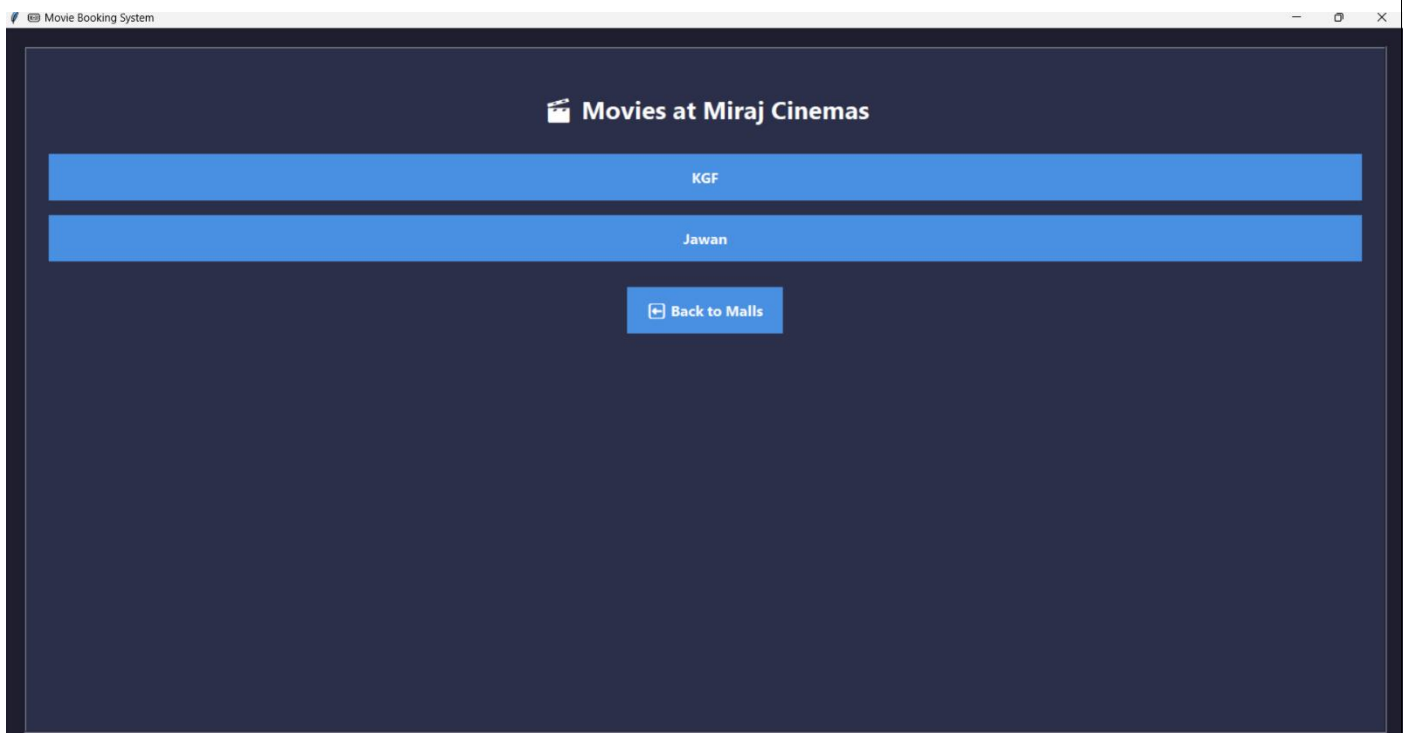 Movie Booking System
Movies at Miraj Cinemas
KGF
Jawan
Back to Malls